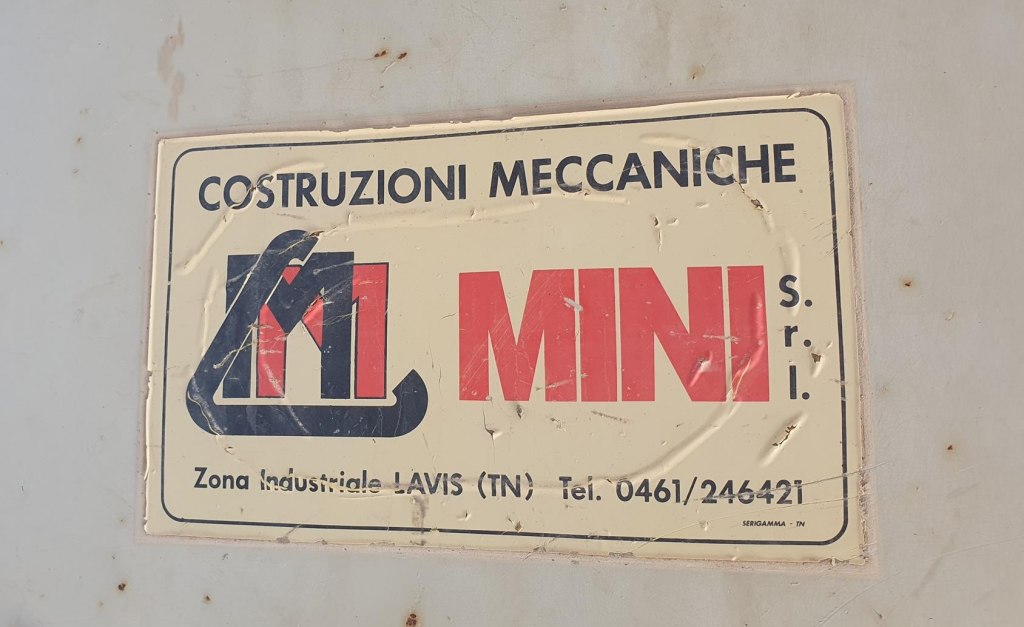 COSTRUZIONI MECCANICHE
M MINI s.r.l.
Zona Industriale LAVIS (TN) Tel. 0461/246421
SERIGAMMA - TN